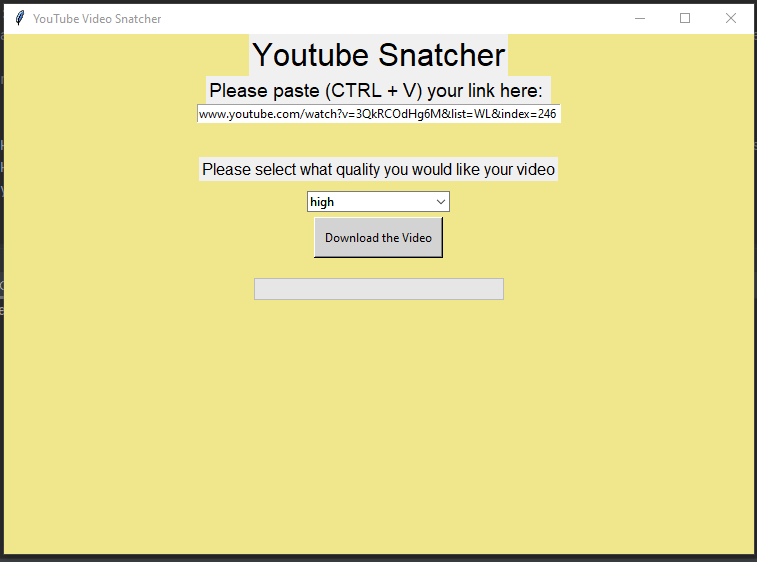 YouTube Video Snatcher
Youtube Snatcher
Please paste (CTRL + V) your link here:
www.youtube.com/watch?v=3QkRCOdHg6M&list=WL&index=246
Please select what quality you would like your video
high
Download the Video